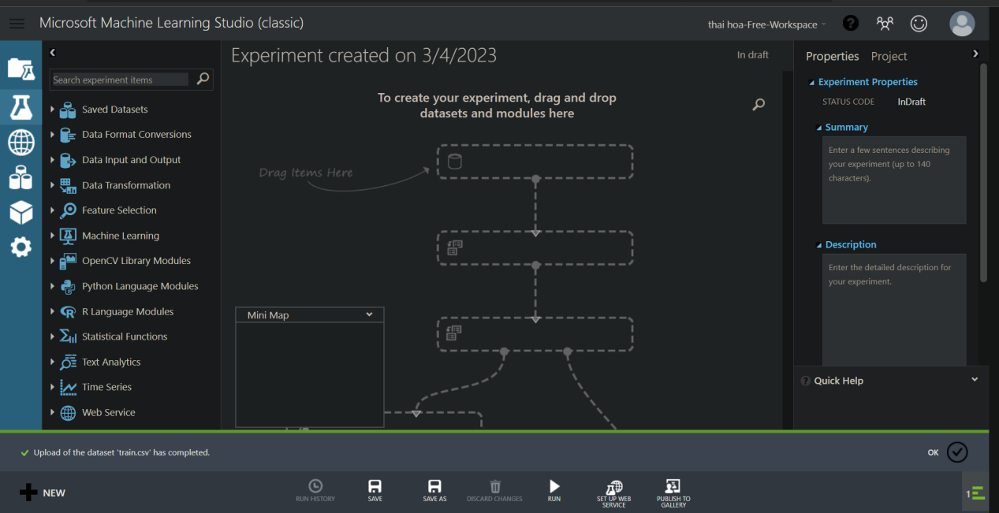 Microsoft Machine Learning Studio (classic)
thai hoa-Free-Workspace
?
Search experiment items
Saved Datasets
Data Format Conversions
Data Input and Output
Data Transformation
Feature Selection
Machine Learning
OpenCV Library Modules
Python Language Modules
R Language Modules
Statistical Functions
Text Analytics
Time Series
Web Service
Experiment created on 3/4/2023
In draft
To create your experiment, drag and drop
datasets and modules here
Drag Items Here
Mini Map
Properties
Project
Experiment Properties
STATUS CODE
InDraft
Summary
Enter a few sentences describing
your experiment (up to 140
characters).
Description
Enter the detailed description for
your experiment.
? Quick Help
Upload of the dataset 'train.csv' has completed.
OK
NEW
RUN HISTORY
SAVE
SAVE AS
DISCARD CHANGES
RUN
SET UP WEB
SERVICE
PUBLISH TO
GALLERY
1